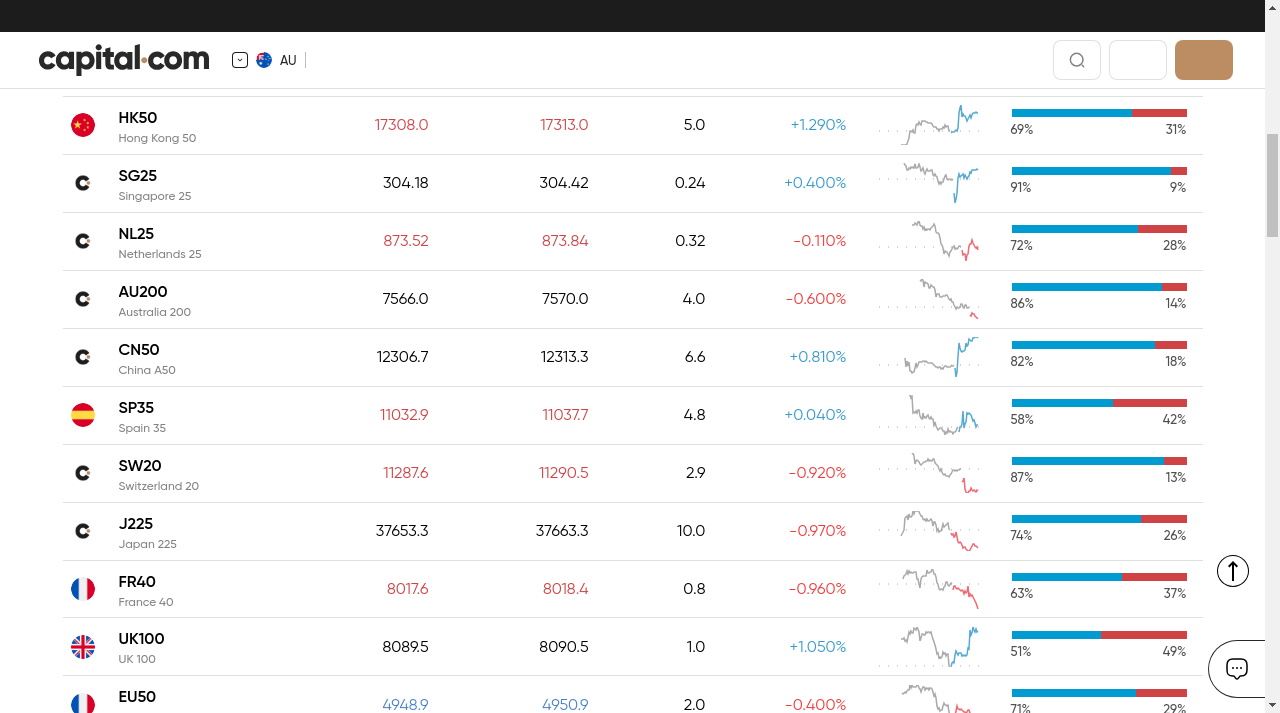 capital.com
AU
HK50 17308.0 17313.0 5.0 +1.290%
Hong Kong 50 69% 31%
SG25 304.18 304.42 0.24 +0.400%
Singapore 25 91% 9%
NL25 873.52 873.84 0.32 -0.110%
Netherlands 25 72% 28%
AU200 7566.0 7570.0 4.0 -0.600%
Australia 200 86% 14%
CN50 12306.7 12313.3 6.6 +0.810%
China A50 82% 18%
SP35 11032.9 11037.7 4.8 +0.040%
Spain 35 58% 42%
SW20 11287.6 11290.5 2.9 -0.920%
Switzerland 20 87% 13%
J225 37653.3 37663.3 10.0 -0.970%
Japan 225 74% 26%
FR40 8017.6 8018.4 0.8 -0.960%
France 40 63% 37%
UK100 8089.5 8090.5 1.0 +1.050%
UK 100 51% 49%
EU50 4948.9 4950.9 2.0 -0.400%
71% 29%